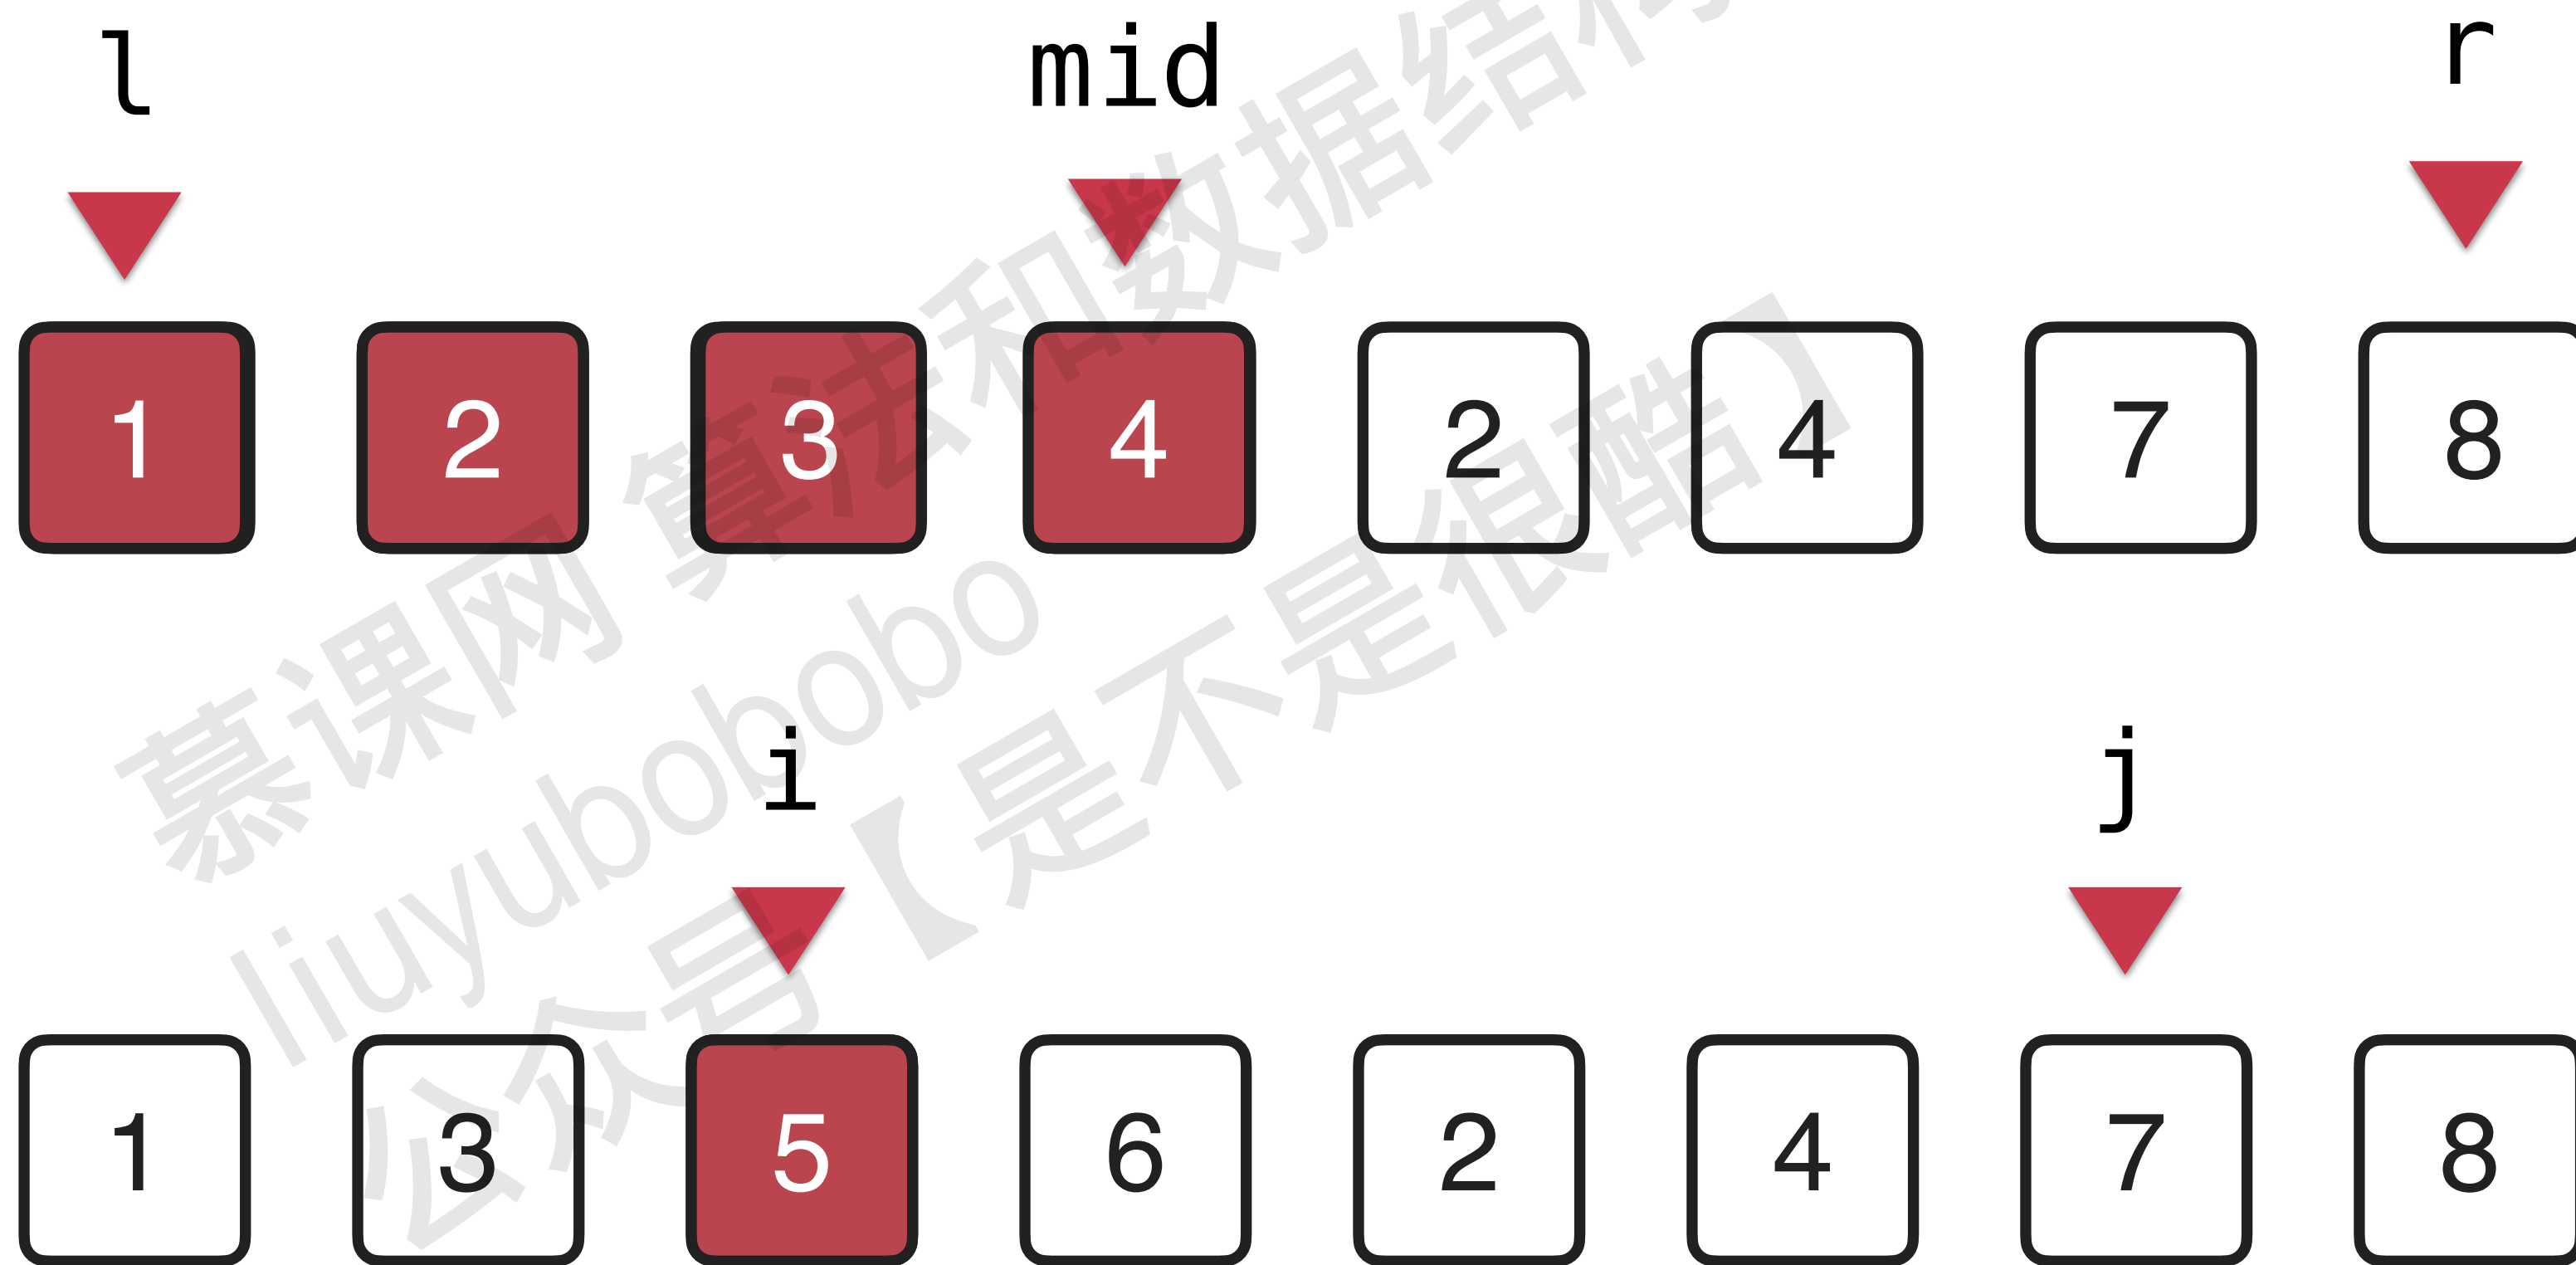 l mid r
1 2 3 4 2 4 7 8
i j
1 3 5 6 2 4 7 8
慕课网 算法和数据结构
liuyubobobo
公众号【是不是很酷】